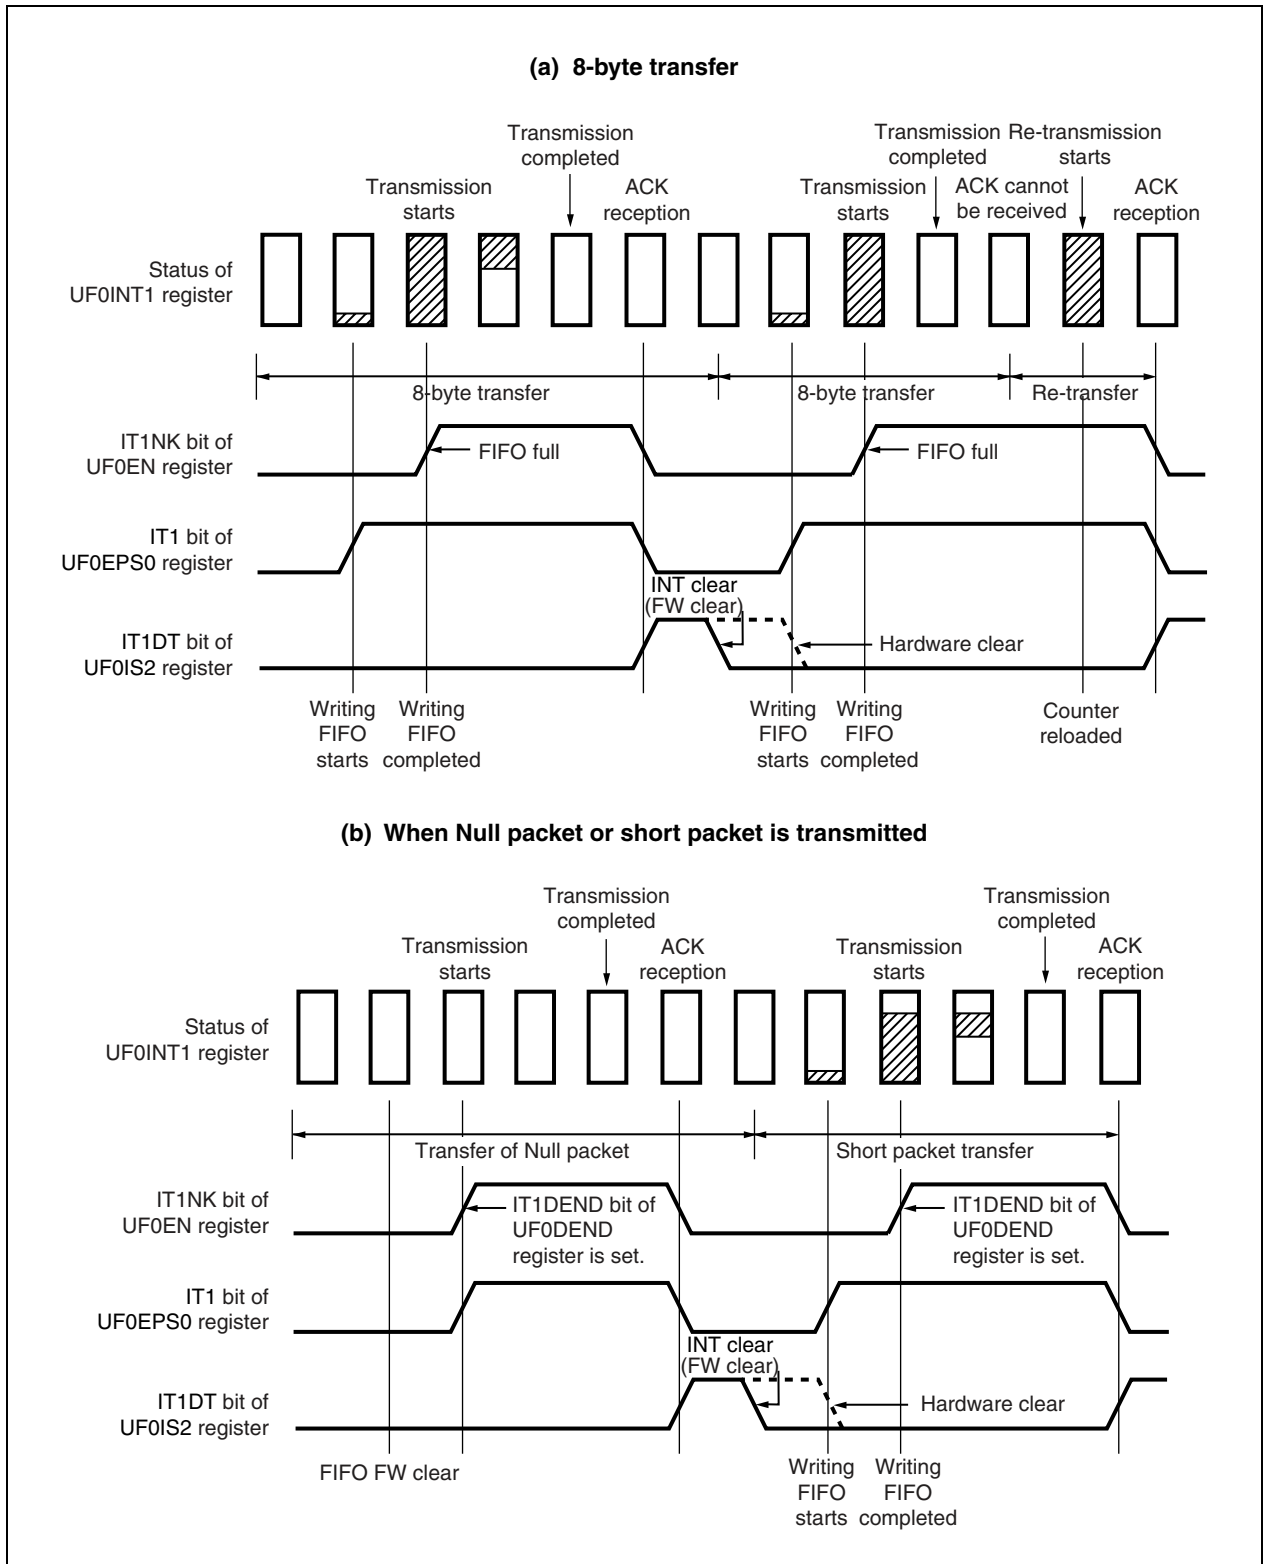 (a) 8-byte transfer
Transmission
completed
Transmission
completed
Re-transmission
starts
Transmission
starts
ACK
reception
Transmission
starts
ACK cannot
be received
ACK
reception
Status of
UF0INT1 register
8-byte transfer
8-byte transfer
Re-transfer
IT1NK bit of
UF0EN register
FIFO full
FIFO full
IT1 bit of
UF0EPS0 register
INT clear
(FW clear)
IT1DT bit of
UF0IS2 register
Hardware clear
Writing
FIFO
starts
Writing
FIFO
completed
Writing
FIFO
starts
Writing
FIFO
completed
Counter
reloaded
(b) When Null packet or short packet is transmitted
Transmission
completed
Transmission
completed
Transmission
starts
ACK
reception
Transmission
starts
ACK
reception
Status of
UF0INT1 register
Transfer of Null packet
Short packet transfer
IT1NK bit of
UF0EN register
IT1DEND bit of
UF0DEND
register is set.
IT1DEND bit of
UF0DEND
register is set.
IT1 bit of
UF0EPS0 register
INT clear
(FW clear)
IT1DT bit of
UF0IS2 register
Hardware clear
FIFO FW clear
Writing
FIFO
starts
Writing
FIFO
completed